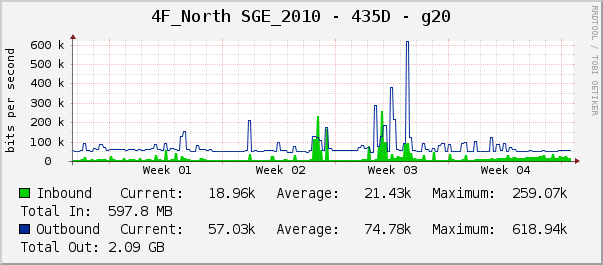 4F_North SGE_2010 - 435D - g20
RRDTOOL / TOBI OETIKER
bits per second
600 k
500 k
400 k
300 k
200 k
100 k
0
Week 01 Week 02 Week 03 Week 04
Inbound Current: 18.96k Average: 21.43k Maximum: 259.07k
Total In: 597.8 MB
Outbound Current: 57.03k Average: 74.78k Maximum: 618.94k
Total Out: 2.09 GB